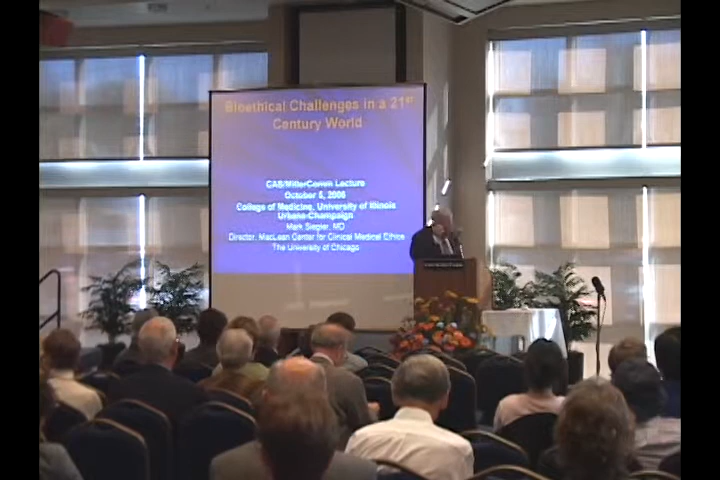 Bioethical Challenges in a 21st
Century World
CAS/MillerComm Lecture
October 5, 2006
College of Medicine, University of Illinois
Urbana-Champaign
Mark Siegler, MD
Director, MacLean Center for Clinical Medical Ethics
The University of Chicago